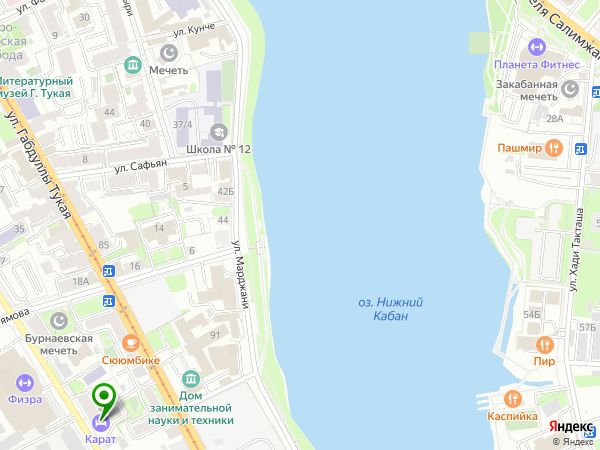 ул. Кунче
Мечеть
Литературный
музей Г. Тукая
44
40
37/4
Школа № 12
ул. Габдуллы Тукая
8
ул. Сафьян
5
42Б
35
14
44
85
16
18А
6
ул. Марджани
Бурнаевская
мечеть
Сююмбике
91
Физра
Карат
Дом
занимательной
науки и техники
оз. Нижний
Кабан
Планета Фитнес
Закабанная
мечеть
28А
Пашмир
ул. Хади Такташа
54Б
57Б
Пир
Каспийка
Яндекс